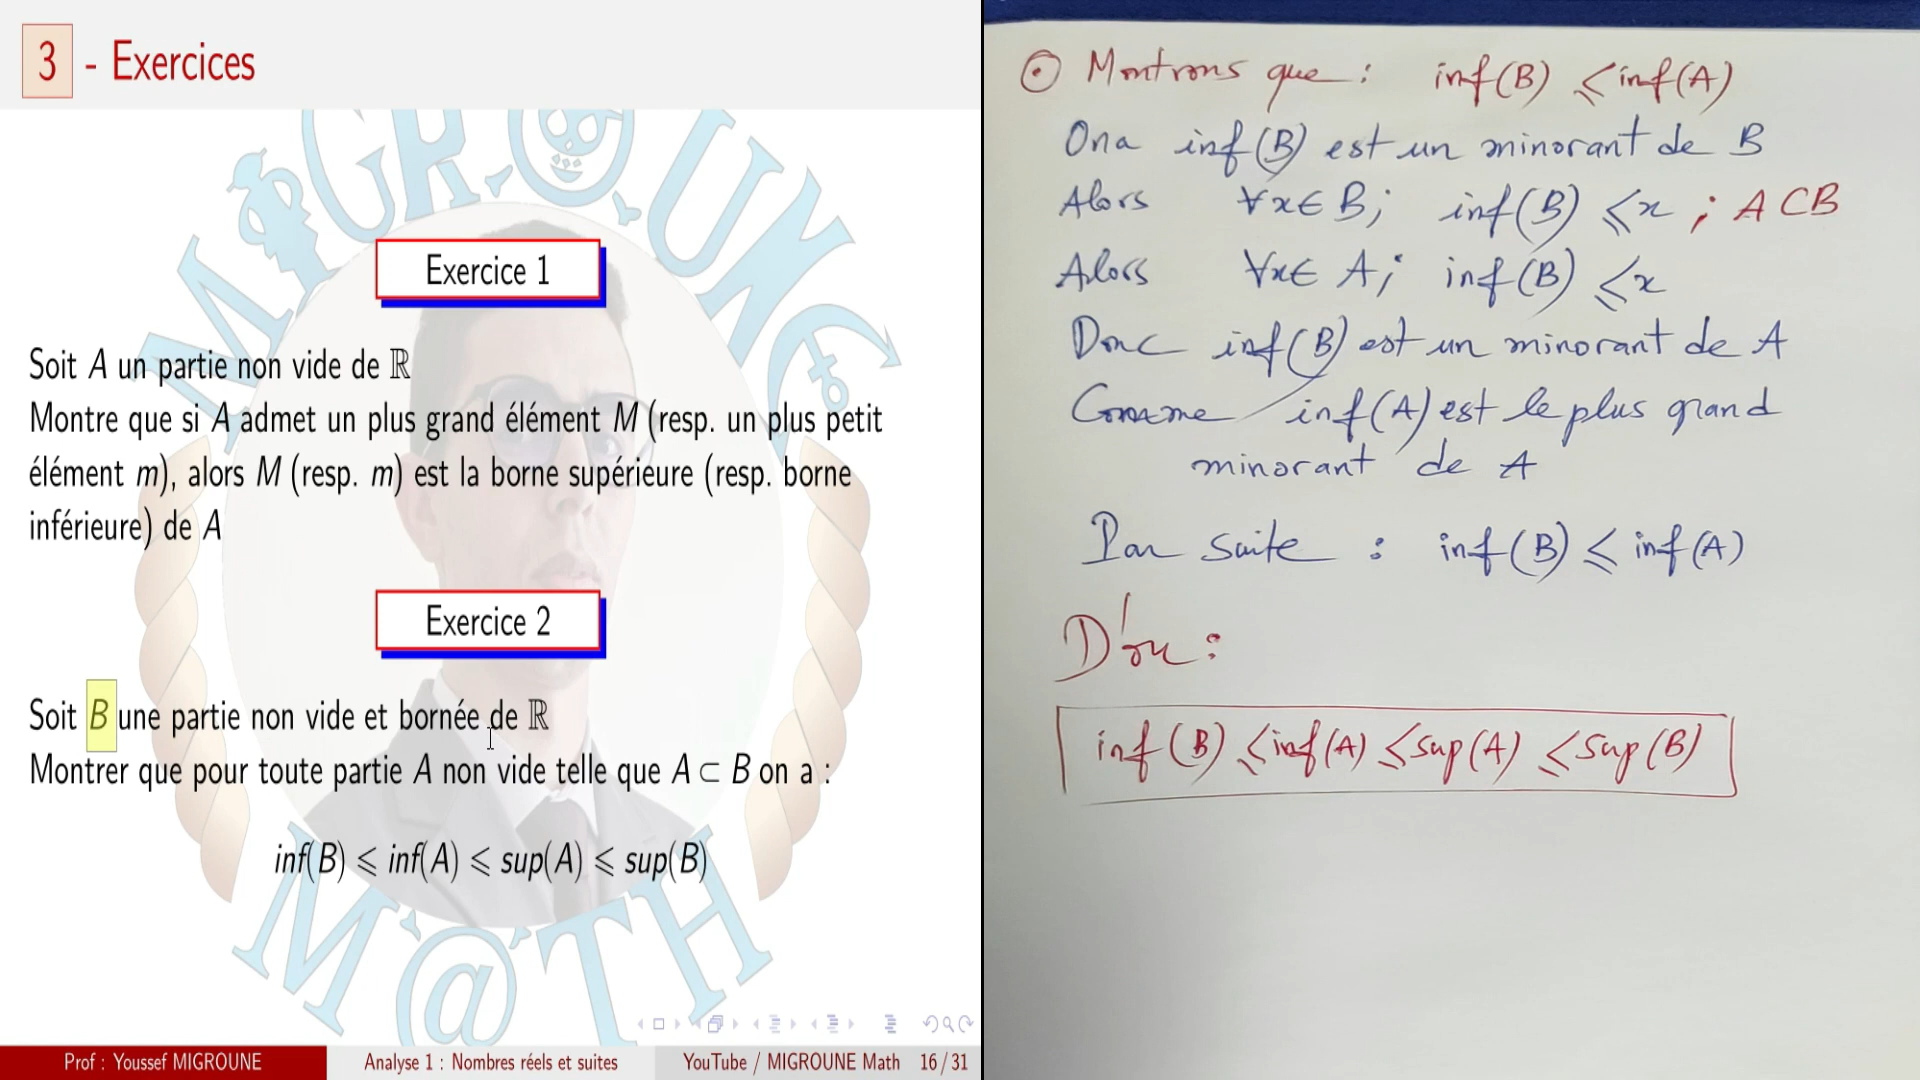 3 - Exercices
Exercice 1
Soit A un partie non vide de ℝ
Montre que si A admet un plus grand élément M (resp. un plus petit
élément m), alors M (resp. m) est la borne supérieure (resp. borne
inférieure) de A
Exercice 2
Soit B une partie non vide et bornée de ℝ
Montrer que pour toute partie A non vide telle que A ⊂ B on a :
inf(B) ⩽ inf(A) ⩽ sup(A) ⩽ sup(B)
MIGROUNE
M@TH
Prof : Youssef MIGROUNE
Analyse 1 : Nombres réels et suites
YouTube / MIGROUNE Math 16 / 31
⊙ Montrons que : inf(B) ⩽ inf(A)
Ona inf(B) est un minorant de B
Alors ∀x∈B; inf(B) ⩽ x ; A⊂B
Alors ∀x∈A; inf(B) ⩽ x
Donc inf(B) est un minorant de A
Comme inf(A) est le plus grand
minorant de A
Par suite : inf(B) ⩽ inf(A)
D'ou :
inf(B) ⩽ inf(A) ⩽ sup(A) ⩽ sup(B)